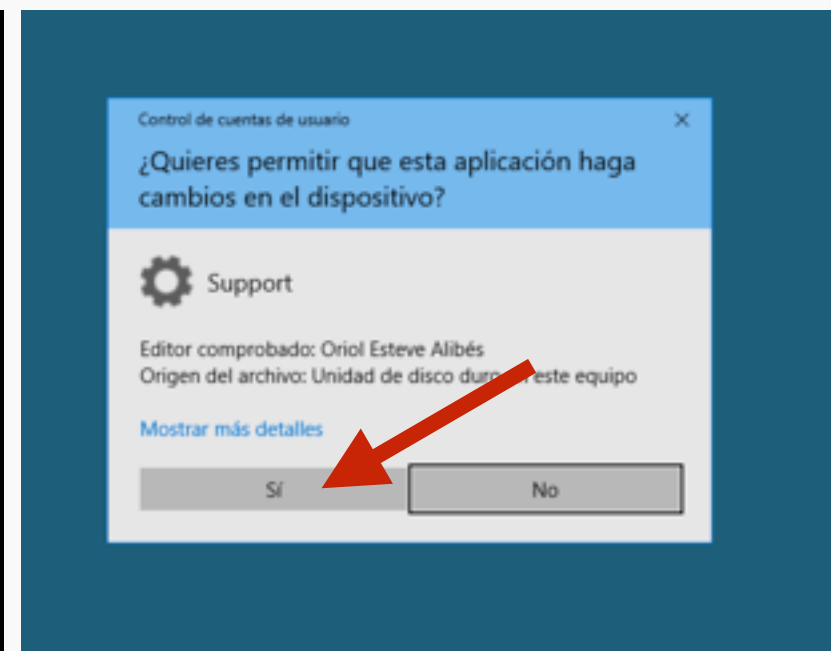 Control de cuentas de usuario
¿Quieres permitir que esta aplicación haga
cambios en el dispositivo?
Support
Editor comprobado: Oriol Esteve Alibés
Origen del archivo: Unidad de disco duro este equipo
Mostrar más detalles
Sí
No